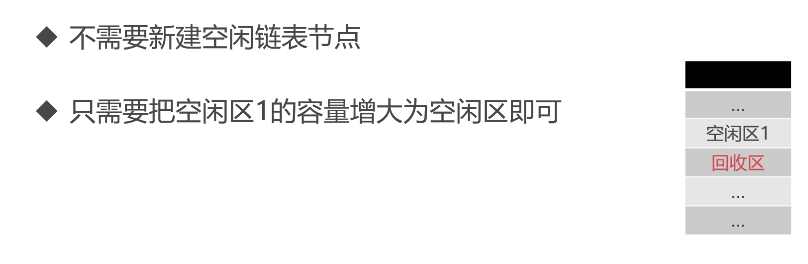 ◆ 不需要新建空闲链表节点
◆ 只需要把空闲区1的容量增大为空闲区即可
...
空闲区1
回收区
...
...